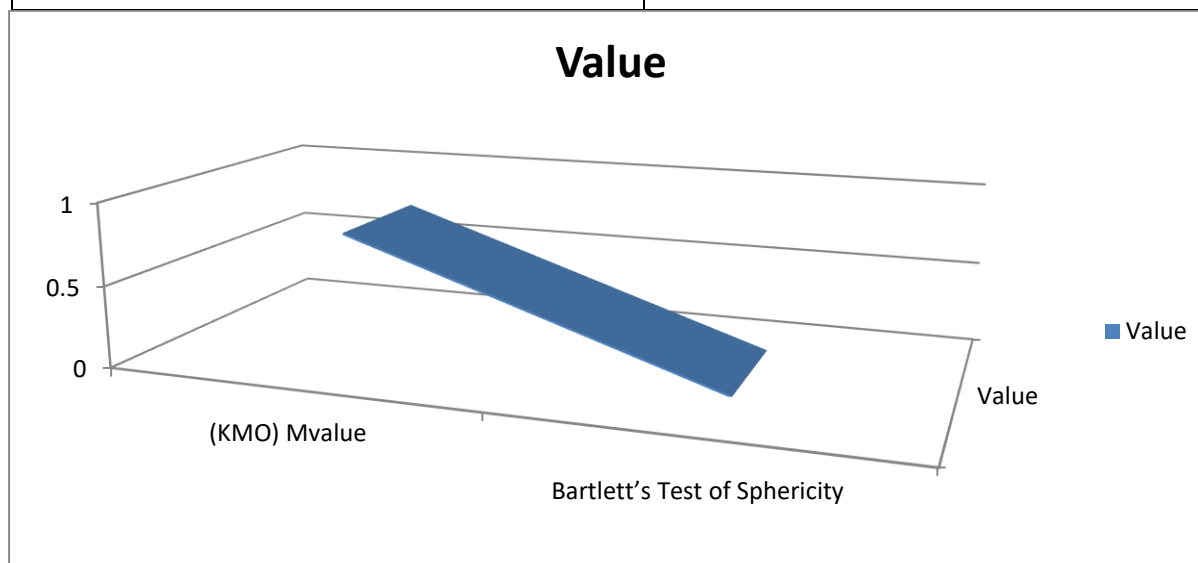 Value
1
0.5
0
(KMO) Mvalue
Bartlett’s Test of Sphericity
Value
Value